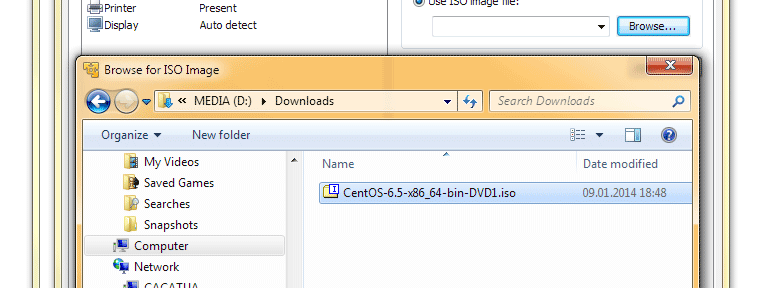 Printer Present
Use ISO image file:
Display Auto detect
Browse...
Browse for ISO Image
MEDIA (D:) Downloads
Search Downloads
Organize New folder
Name Date modified
My Videos
Saved Games
Searches
Snapshots
Computer
Network
CACATUA
CentOS-6.5-x86_64-bin-DVD1.iso 09.01.2014 18:48